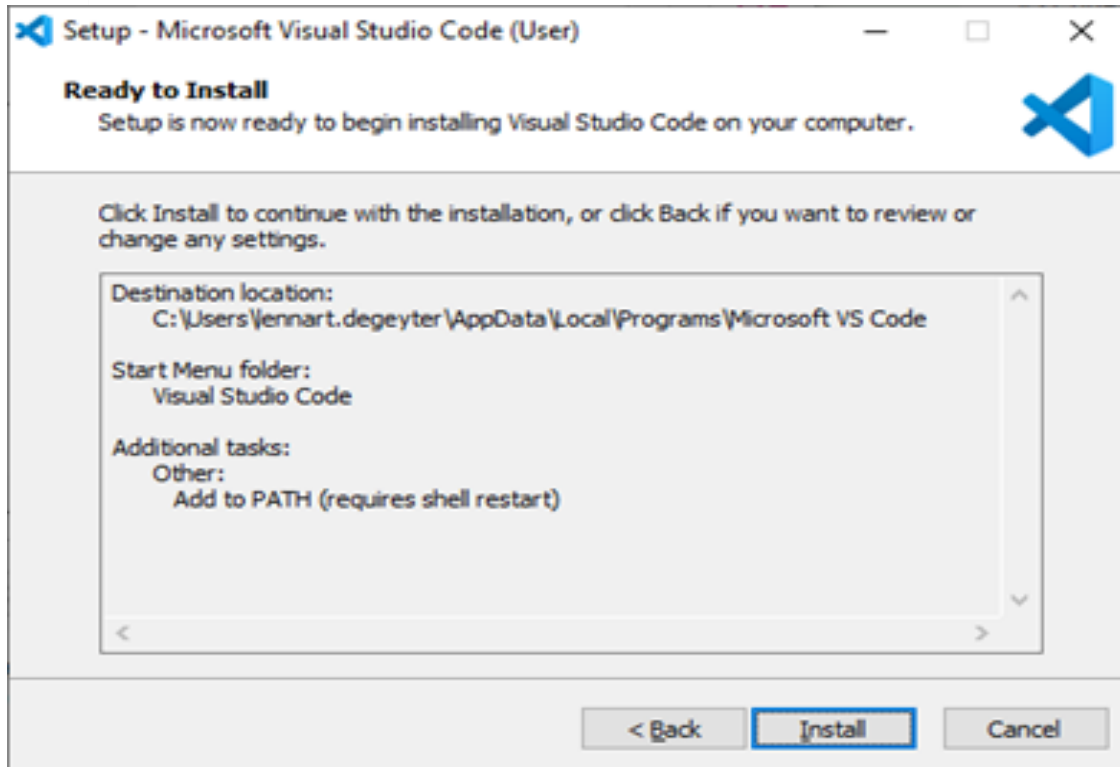 Setup - Microsoft Visual Studio Code (User)
Ready to Install
Setup is now ready to begin installing Visual Studio Code on your computer.
Click Install to continue with the installation, or click Back if you want to review or
change any settings.
Destination location:
C:\Users\lennart.degeyter\AppData\Local\Programs\Microsoft VS Code
Start Menu folder:
Visual Studio Code
Additional tasks:
Other:
Add to PATH (requires shell restart)
< Back Install Cancel